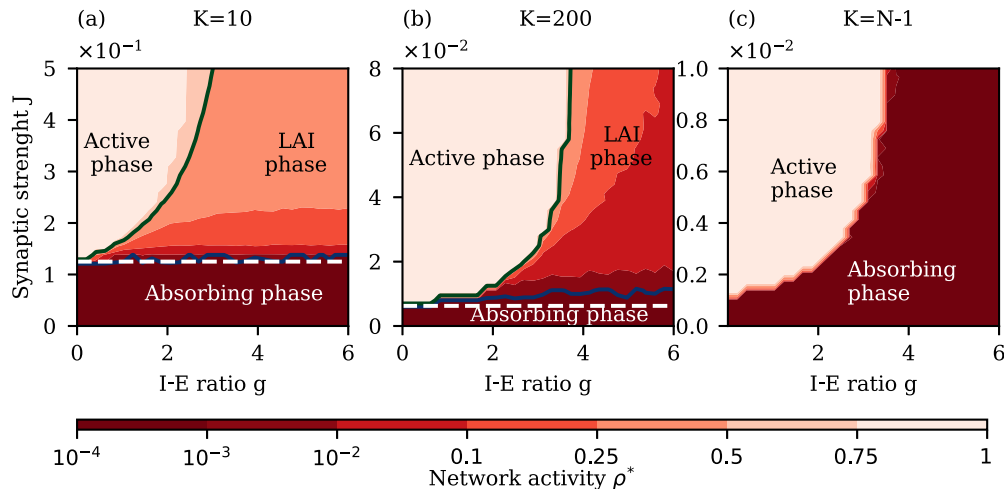 (a) K=10
(b) K=200
(c) K=N-1
×10⁻¹
×10⁻²
×10⁻²
Synaptic strenght J
5
4
3
2
1
0
Active
phase
LAI
phase
Absorbing phase
0 2 4 6
I-E ratio g
8
6
4
2
0
Active phase
LAI
phase
Absorbing phase
0 2 4 6
I-E ratio g
1.0
0.8
0.6
0.4
0.2
0.0
Active
phase
Absorbing
phase
2 4 6
I-E ratio g
10⁻⁴ 10⁻³ 10⁻² 0.1 0.25 0.5 0.75 1
Network activity ρ*